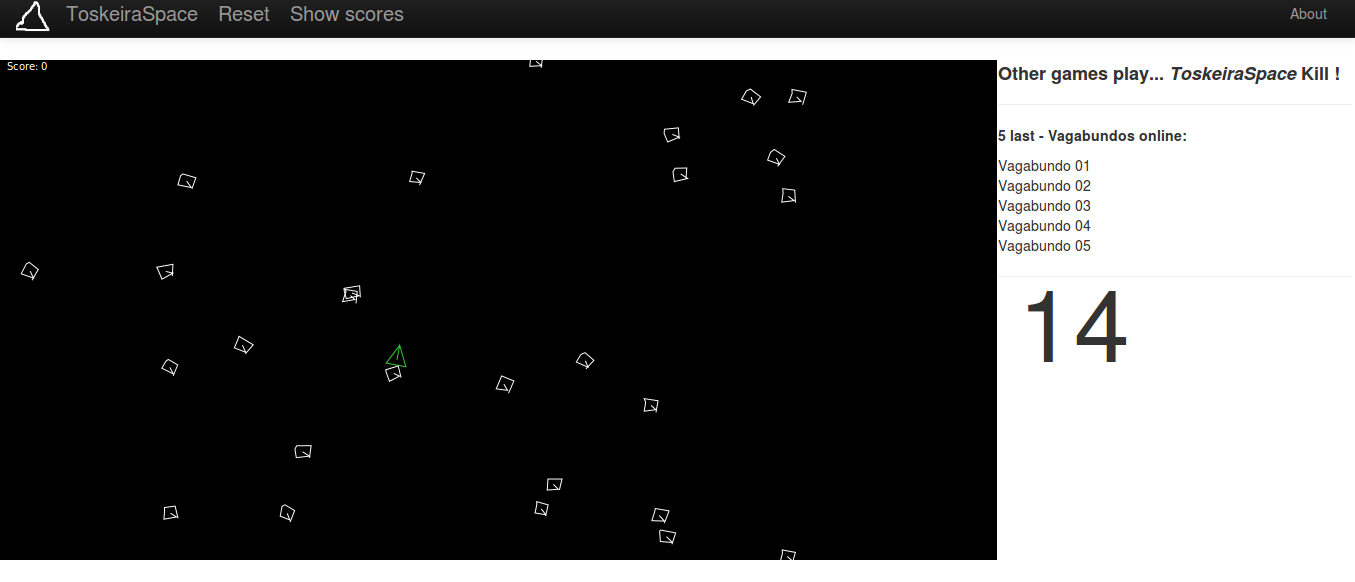 ToskeiraSpace Reset Show scores About
Score: 0
Other games play... ToskeiraSpace Kill !
5 last - Vagabundos online:
Vagabundo 01
Vagabundo 02
Vagabundo 03
Vagabundo 04
Vagabundo 05
14